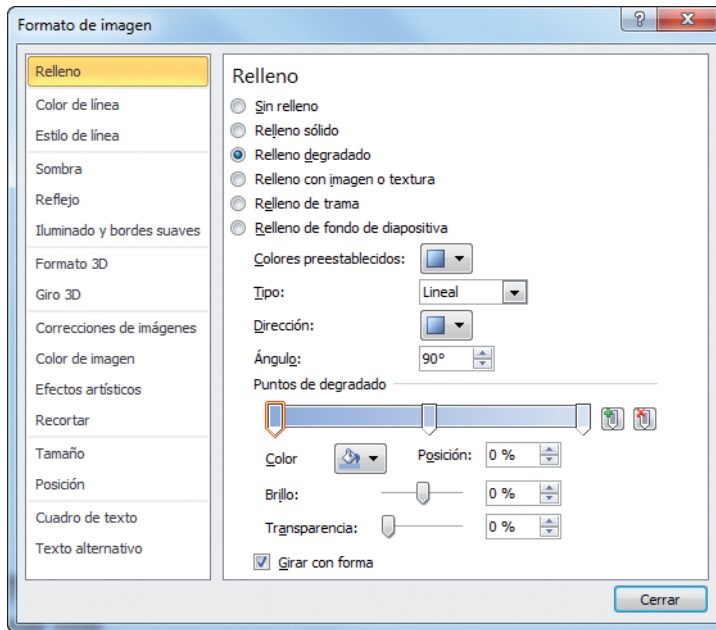 Formato de imagen
Relleno
Color de línea
Estilo de línea
Sombra
Reflejo
Iluminado y bordes suaves
Formato 3D
Giro 3D
Correcciones de imágenes
Color de imagen
Efectos artísticos
Recortar
Tamaño
Posición
Cuadro de texto
Texto alternativo
Relleno
Sin relleno
Relleno sólido
Relleno degradado
Relleno con imagen o textura
Relleno de trama
Relleno de fondo de diapositiva
Colores preestablecidos:
Tipo: Lineal
Dirección:
Ángulo: 90°
Puntos de degradado
Color Posición: 0 %
Brillo: 0 %
Transparencia: 0 %
Girar con forma
Cerrar